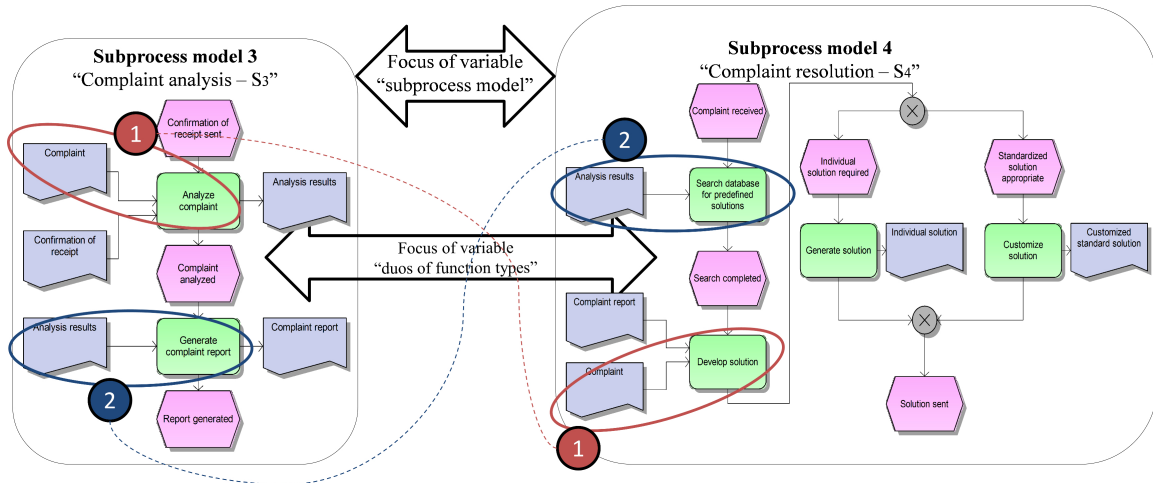 Subprocess model 3
“Complaint analysis – S3”
Confirmation of
receipt sent.
1
Complaint
Analyze
complaint
Analysis results
Confirmation of
receipt
Complaint
analyzed
Analysis results
Generate
complaint report
Complaint report
2
Report generated
Focus of variable
“subprocess model”
Focus of variable
“duos of function types”
Subprocess model 4
“Complaint resolution – S4”
Complaint received
2
Analysis results
Search database
for predefined
solutions
Search completed
Complaint report
Complaint
Develop solution
1
X
Individual
solution required
Standardized
solution
appropriate
Generate solution
Individual solution
Customize
solution
Customized
standard solution
X
Solution sent